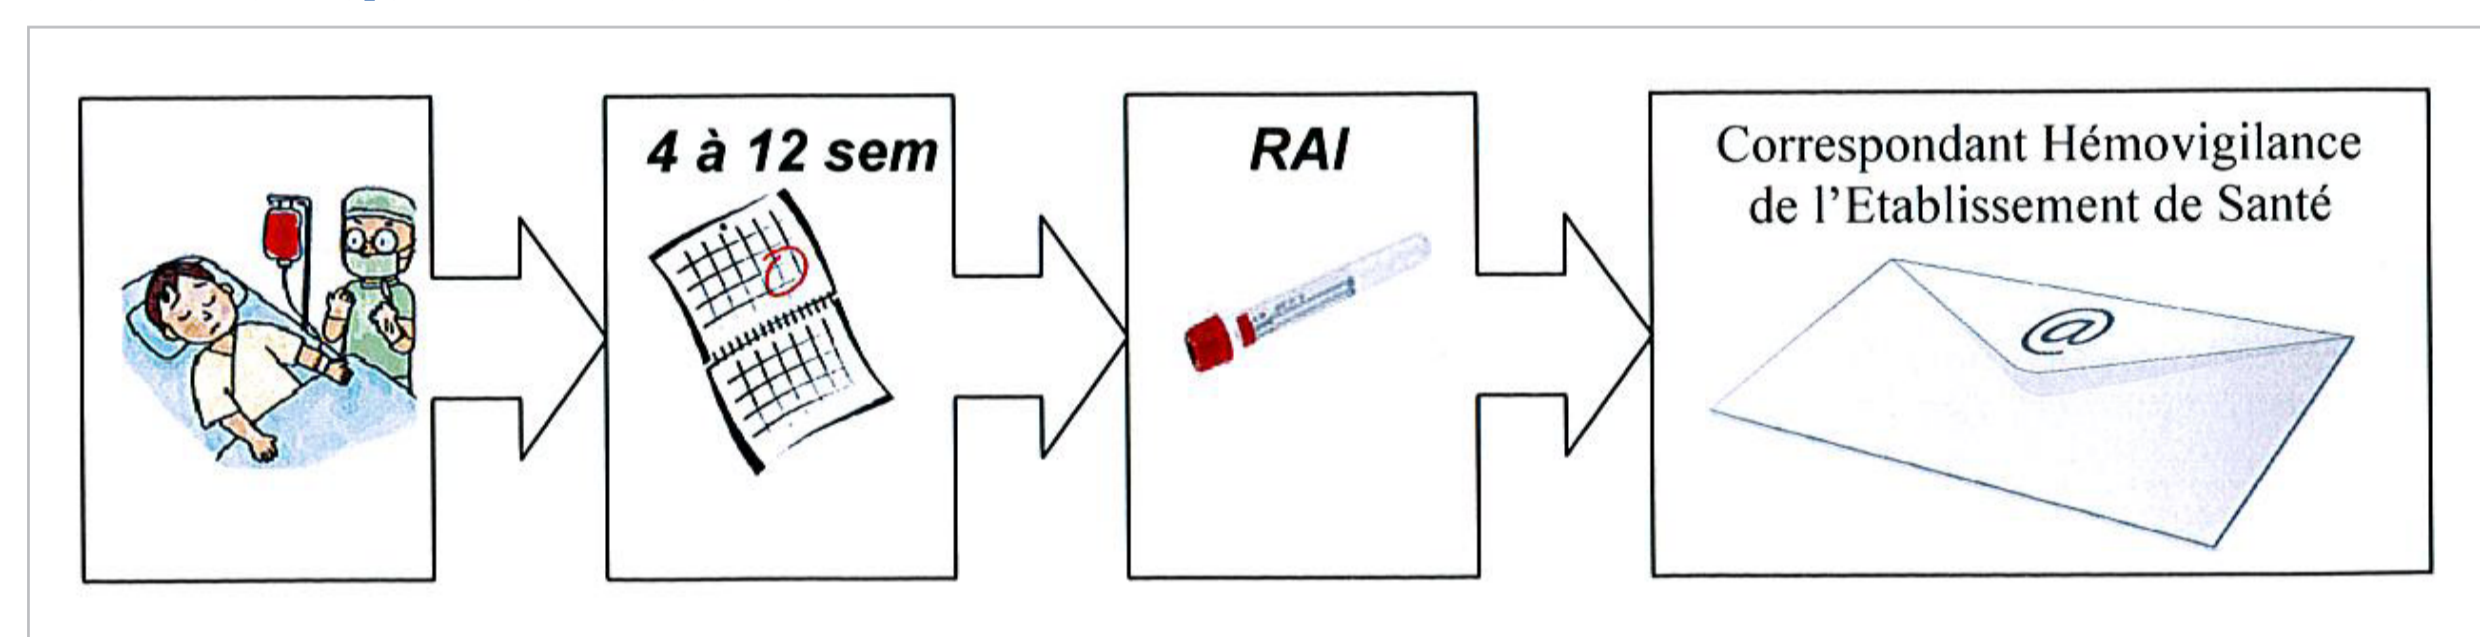 4 à 12 sem
RAI
Correspondant Hémovigilance
de l'Etablissement de Santé
@